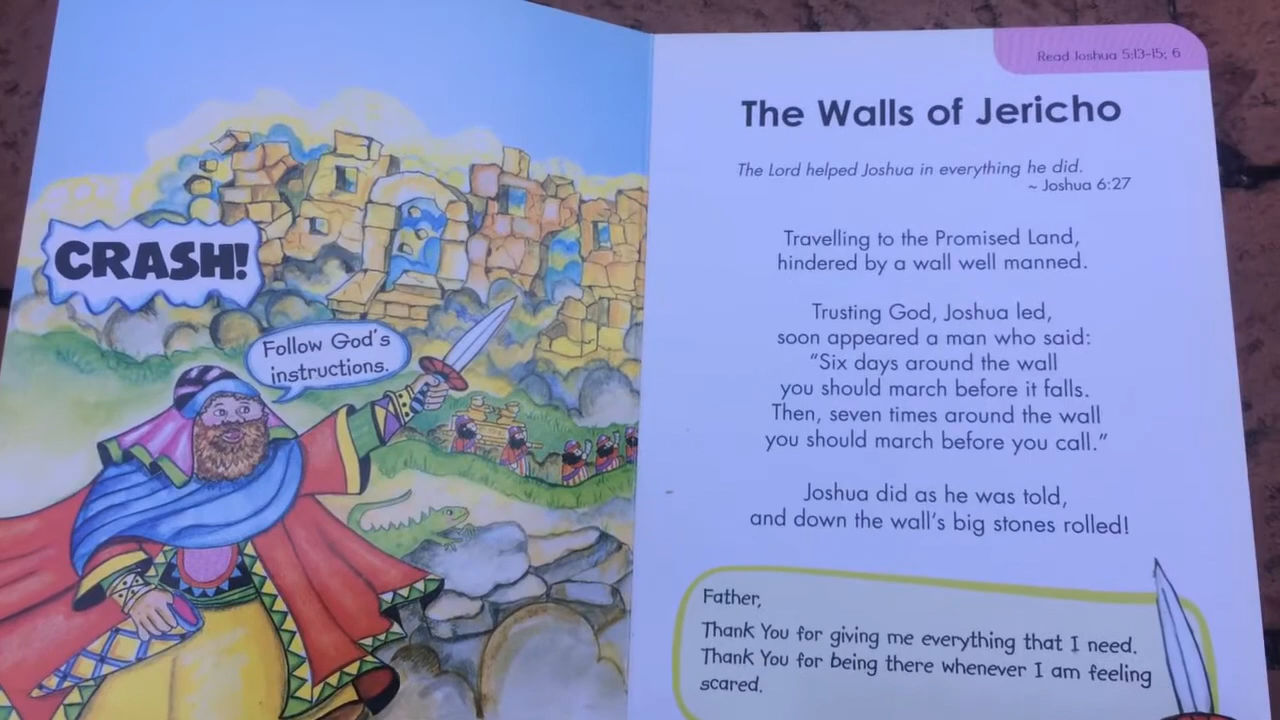 CRASH!
Follow God's
instructions.
Read Joshua 5:13–15; 6
The Walls of Jericho
The Lord helped Joshua in everything he did.
~ Joshua 6:27
Travelling to the Promised Land,
hindered by a wall well manned.
Trusting God, Joshua led,
soon appeared a man who said:
“Six days around the wall
you should march before it falls.
Then, seven times around the wall
you should march before you call.”
Joshua did as he was told,
and down the wall’s big stones rolled!
Father,
Thank You for giving me everything that I need.
Thank You for being there whenever I am feeling
scared.